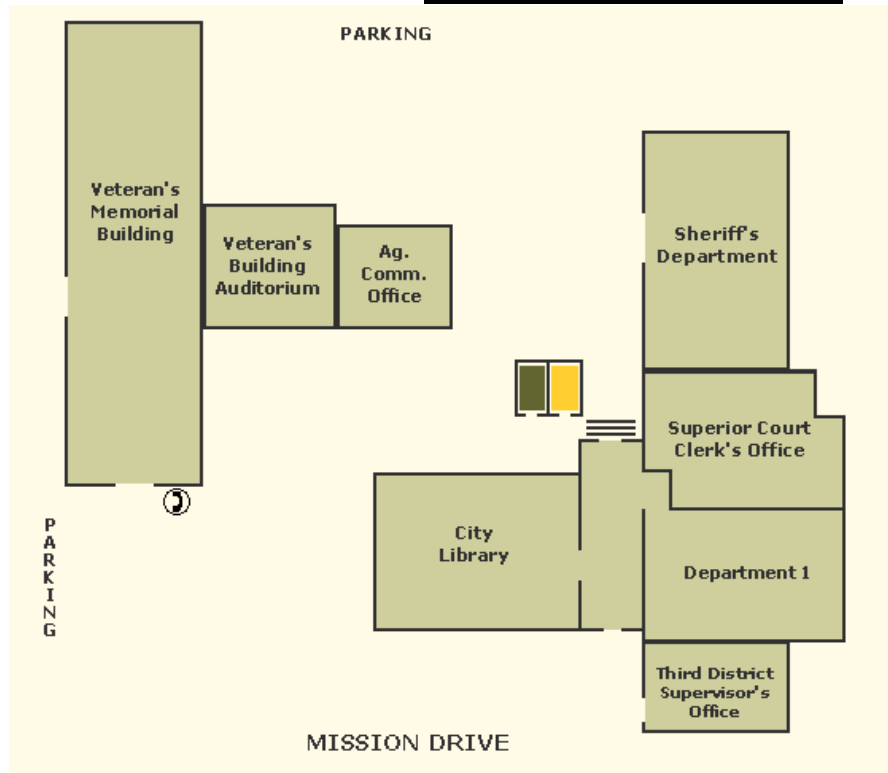 PARKING
Veteran's
Memorial
Building
Veteran's
Building
Auditorium
Ag.
Comm.
Office
Sheriff's
Department
Superior Court
Clerk's Office
City
Library
Department 1
P
A
R
K
I
N
G
Third District
Supervisor's
Office
MISSION DRIVE